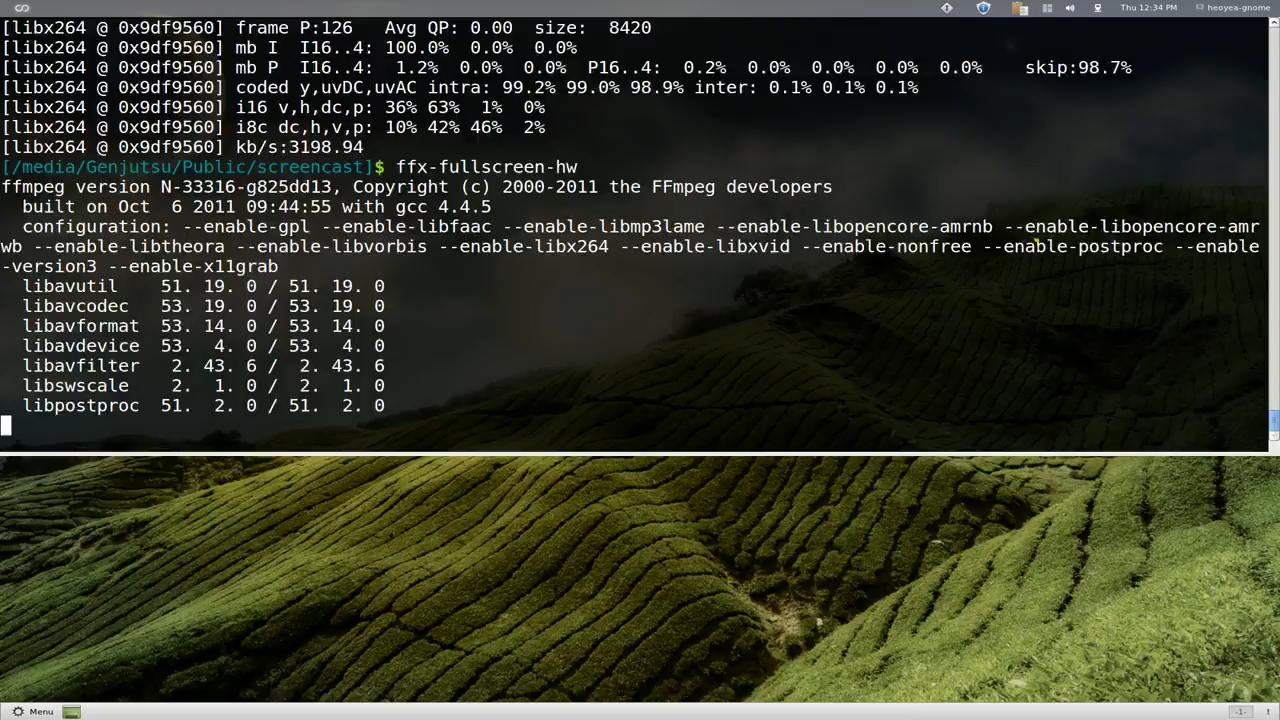 Thu 12:34 PM
heoyea-gnome
[libx264 @ 0x9df9560] frame P:126   Avg QP: 0.00  size:  8420
[libx264 @ 0x9df9560] mb I  I16..4: 100.0%  0.0%  0.0%
[libx264 @ 0x9df9560] mb P  I16..4:  1.2%  0.0%  0.0%  P16..4:  0.2%  0.0%  0.0%  0.0%  0.0%    skip:98.7%
[libx264 @ 0x9df9560] coded y,uvDC,uvAC intra: 99.2% 99.0% 98.9% inter: 0.1% 0.1% 0.1%
[libx264 @ 0x9df9560] i16 v,h,dc,p: 36% 63%  1%  0%
[libx264 @ 0x9df9560] i8c dc,h,v,p: 10% 42% 46%  2%
[libx264 @ 0x9df9560] kb/s:3198.94
[/media/Genjutsu/Public/screencast]$ ffx-fullscreen-hw
ffmpeg version N-33316-g825dd13, Copyright (c) 2000-2011 the FFmpeg developers
  built on Oct  6 2011 09:44:55 with gcc 4.4.5
  configuration: --enable-gpl --enable-libfaac --enable-libmp3lame --enable-libopencore-amrnb --enable-libopencore-amr
wb --enable-libtheora --enable-libvorbis --enable-libx264 --enable-libxvid --enable-nonfree --enable-postproc --enable
-version3 --enable-x11grab
  libavutil    51. 19. 0 / 51. 19. 0
  libavcodec   53. 19. 0 / 53. 19. 0
  libavformat  53. 14. 0 / 53. 14. 0
  libavdevice  53.  4. 0 / 53.  4. 0
  libavfilter   2. 43. 6 /  2. 43. 6
  libswscale    2.  1. 0 /  2.  1. 0
  libpostproc  51.  2. 0 / 51.  2. 0
Menu
-1-